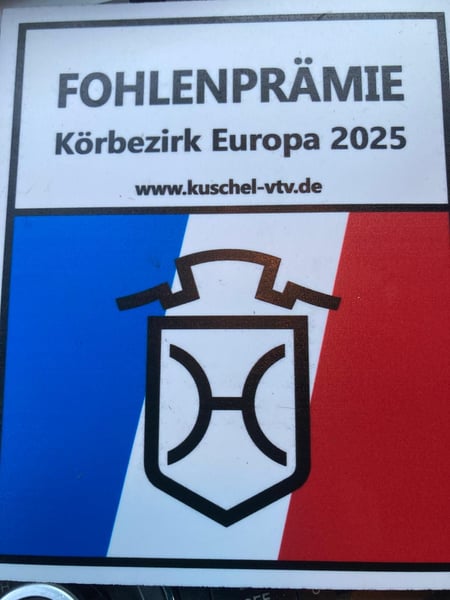 FOHLENPRÄMIE
Körbezirk Europa 2025
www.kuschel-vtv.de